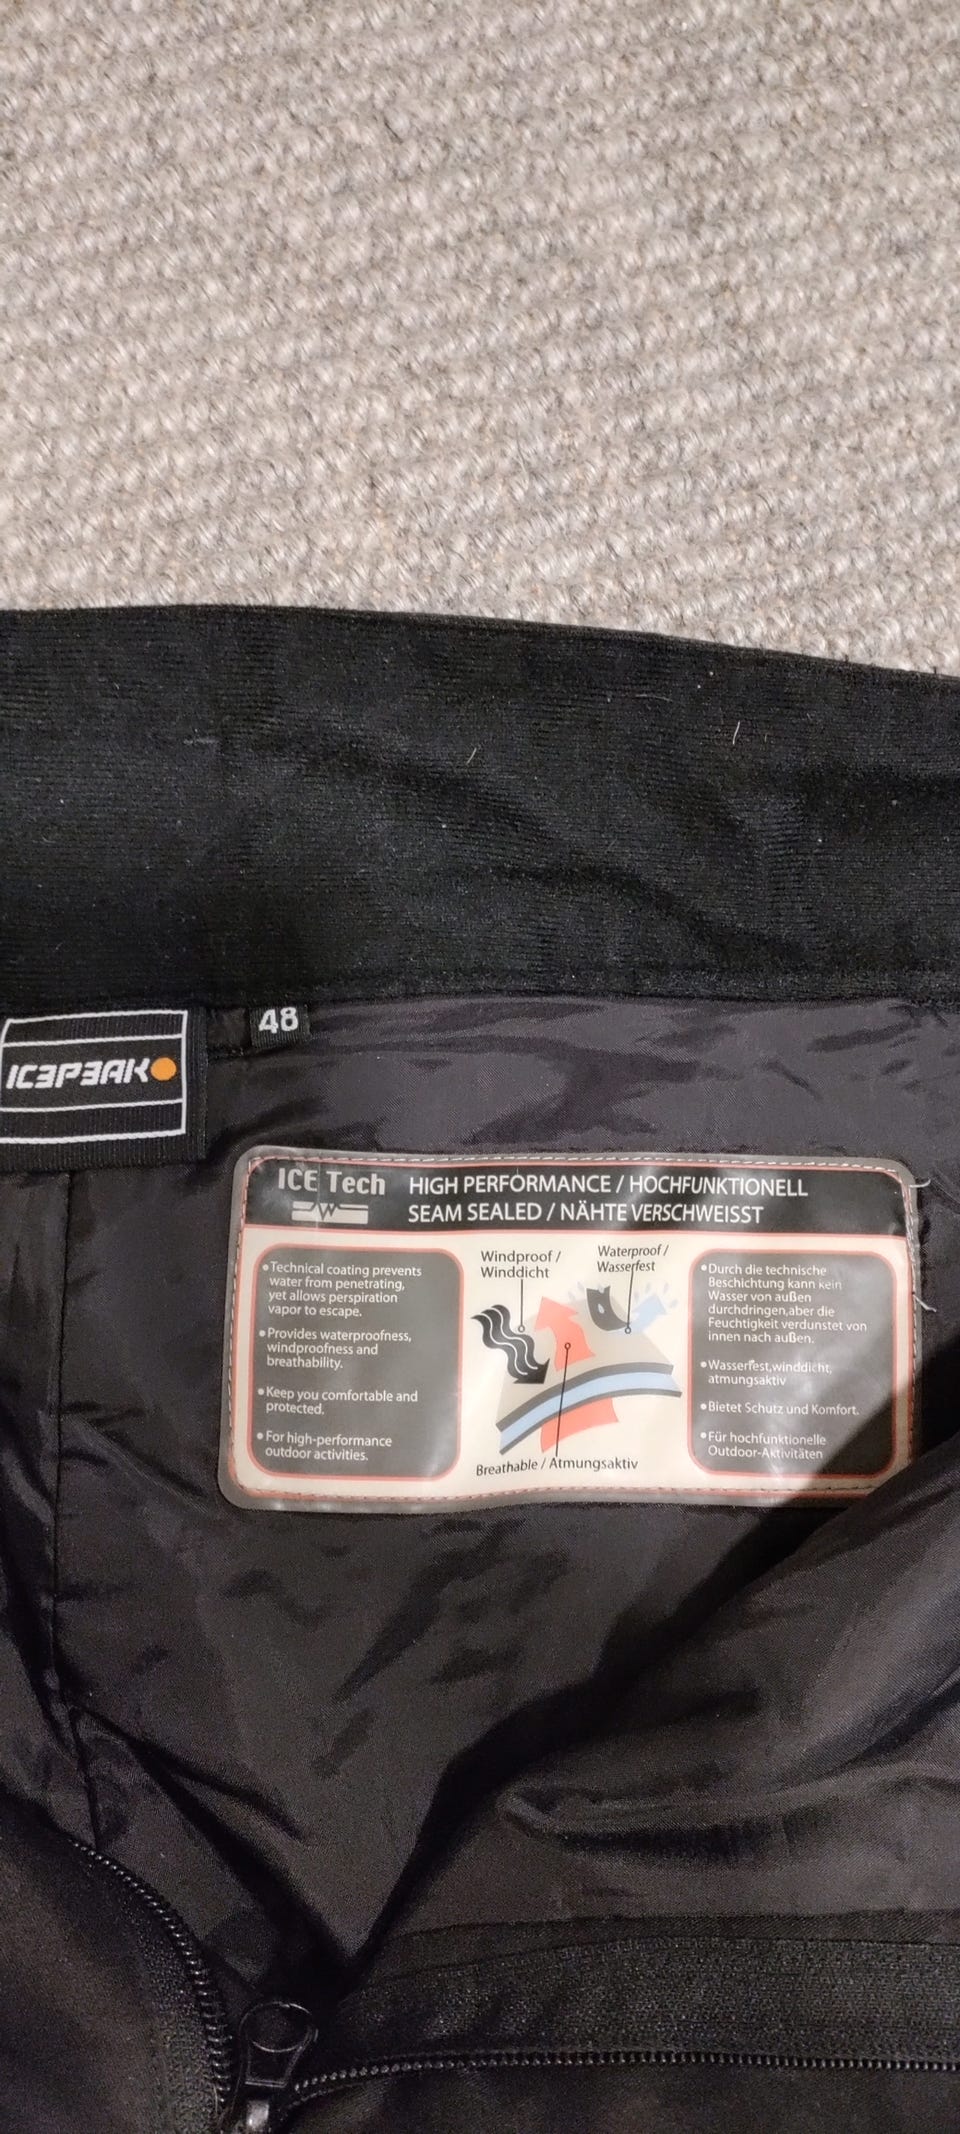 48
ICEPEAK
ICE Tech
HIGH PERFORMANCE / HOCHFUNKTIONELL
SEAM SEALED / NÄHTE VERSCHWEISST
•Technical coating prevents
water from penetrating,
yet allows perspiration
vapor to escape.
•Provides waterproofness,
windproofness and
breathability.
•Keep you comfortable and
protected.
•For high-performance
outdoor activities.
Windproof /
Winddicht
Waterproof /
Wasserfest
Breathable / Atmungsaktiv
•Durch die technische
Beschichtung kann kein
Wasser von außen
durchdringen,aber die
Feuchtigkeit verdunstet von
innen nach außen.
•Wasserfest,winddicht,
atmungsaktiv
•Bietet Schutz und Komfort.
•Für hochfunktionelle
Outdoor-Aktivitäten